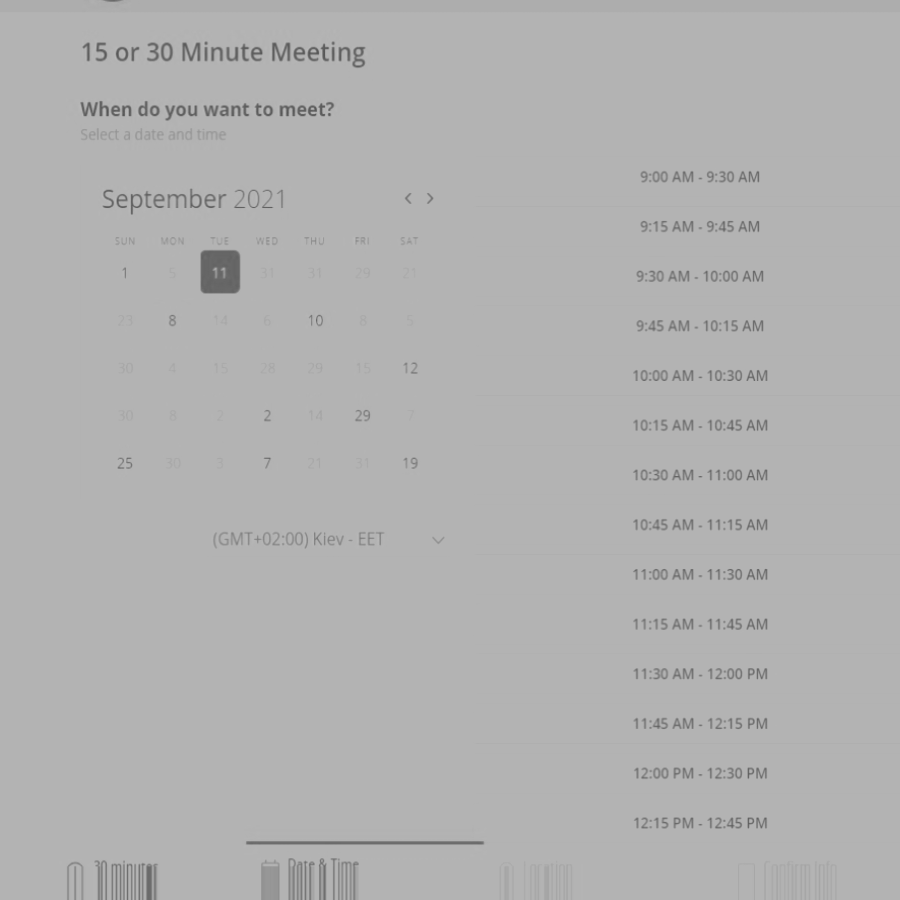 15 or 30 Minute Meeting
When do you want to meet?
Select a date and time
September 2021
SUN MON TUE WED THU FRI SAT
1 5 11 31 31 29 21
23 8 14 6 10 8 5
30 4 15 28 29 15 12
30 8 2 2 14 29 7
25 30 3 7 21 31 19
(GMT+02:00) Kiev - EET
9:00 AM - 9:30 AM
9:15 AM - 9:45 AM
9:30 AM - 10:00 AM
9:45 AM - 10:15 AM
10:00 AM - 10:30 AM
10:15 AM - 10:45 AM
10:30 AM - 11:00 AM
10:45 AM - 11:15 AM
11:00 AM - 11:30 AM
11:15 AM - 11:45 AM
11:30 AM - 12:00 PM
11:45 AM - 12:15 PM
12:00 PM - 12:30 PM
12:15 PM - 12:45 PM
30 minutes Date & Time Location Confirm Info